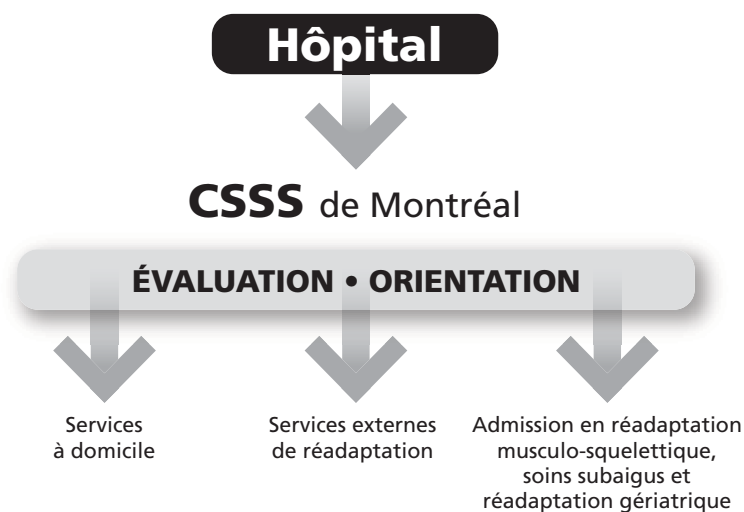 Hôpital
CSSS de Montréal
ÉVALUATION • ORIENTATION
Services
à domicile
Services externes
de réadaptation
Admission en réadaptation
musculo-squelettique,
soins subaigus et
réadaptation gériatrique